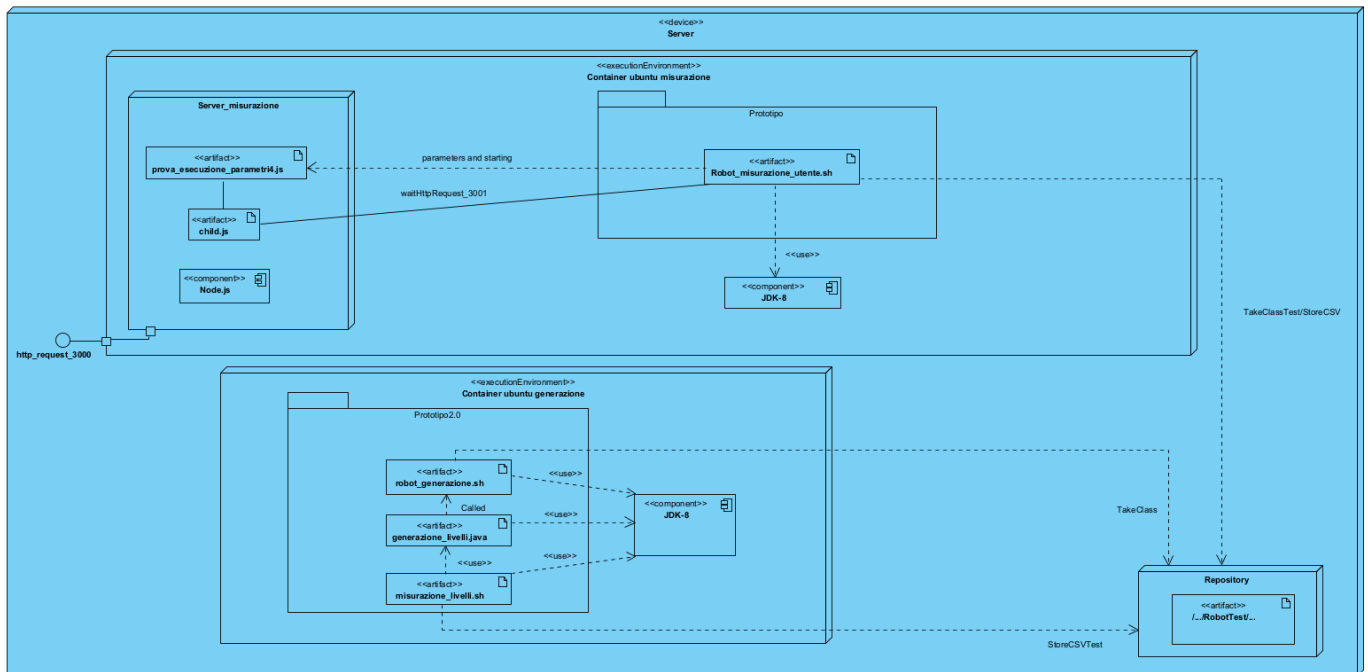 <<device>>
Server
<<executionEnvironment>>
Container ubuntu misurazione
Server_misurazione
<<artifact>>
prova_esecuzione_parametri4.js
<<artifact>>
child.js
<<component>>
Node.js
http_request_3000
parameters and starting
waitHttpRequest_3001
Prototipo
<<artifact>>
Robot_misurazione_utente.sh
<<use>>
<<component>>
JDK-8
TakeClassTest/StoreCSV
<<executionEnvironment>>
Container ubuntu generazione
Prototipo2.0
<<artifact>>
robot_generazione.sh
Called
<<artifact>>
generazione_livelli.java
<<use>>
<<artifact>>
misurazione_livelli.sh
<<use>>
<<use>>
<<use>>
<<component>>
JDK-8
TakeClass
StoreCSVTest
Repository
<<artifact>>
/.../RobotTest/...